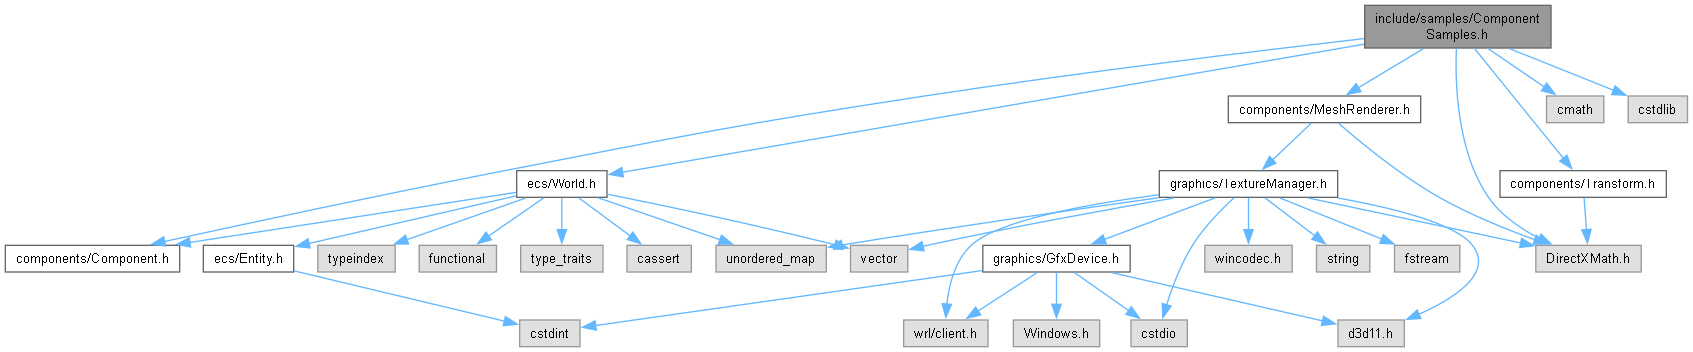 include/samples/Component
Samples.h
components/MeshRenderer.h
cmath
cstdlib
ecs/World.h
graphics/TextureManager.h
components/Transform.h
components/Component.h
ecs/Entity.h
typeindex
functional
type_traits
cassert
unordered_map
vector
graphics/GfxDevice.h
wincodec.h
string
fstream
DirectXMath.h
cstdint
wrl/client.h
Windows.h
cstdio
d3d11.h